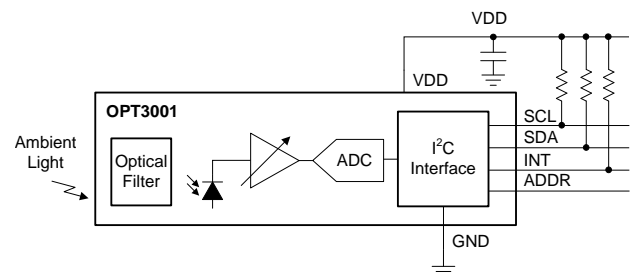 VDD
VDD
OPT3001
SCL
Ambient
Light
Optical
Filter
ADC
I²C
Interface
SDA
INT
ADDR
GND